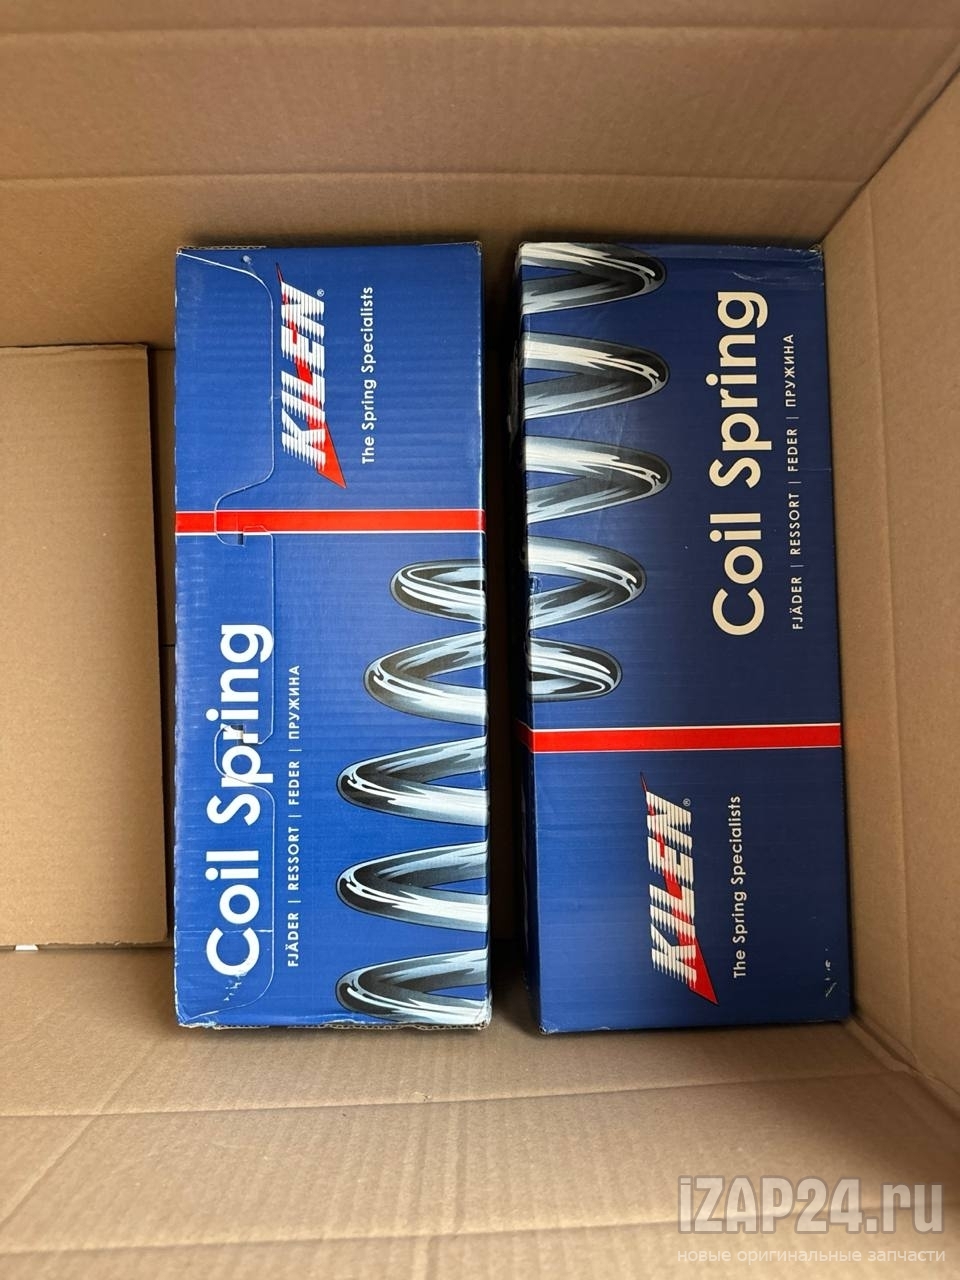 KILEN®
The Spring Specialists
Coil Spring
FJÄDER | RESSORT | FEDER | ПРУЖИНА
Coil Spring
FJÄDER | RESSORT | FEDER | ПРУЖИНА
KILEN®
The Spring Specialists
iZAP24.ru
новые оригинальные запчасти